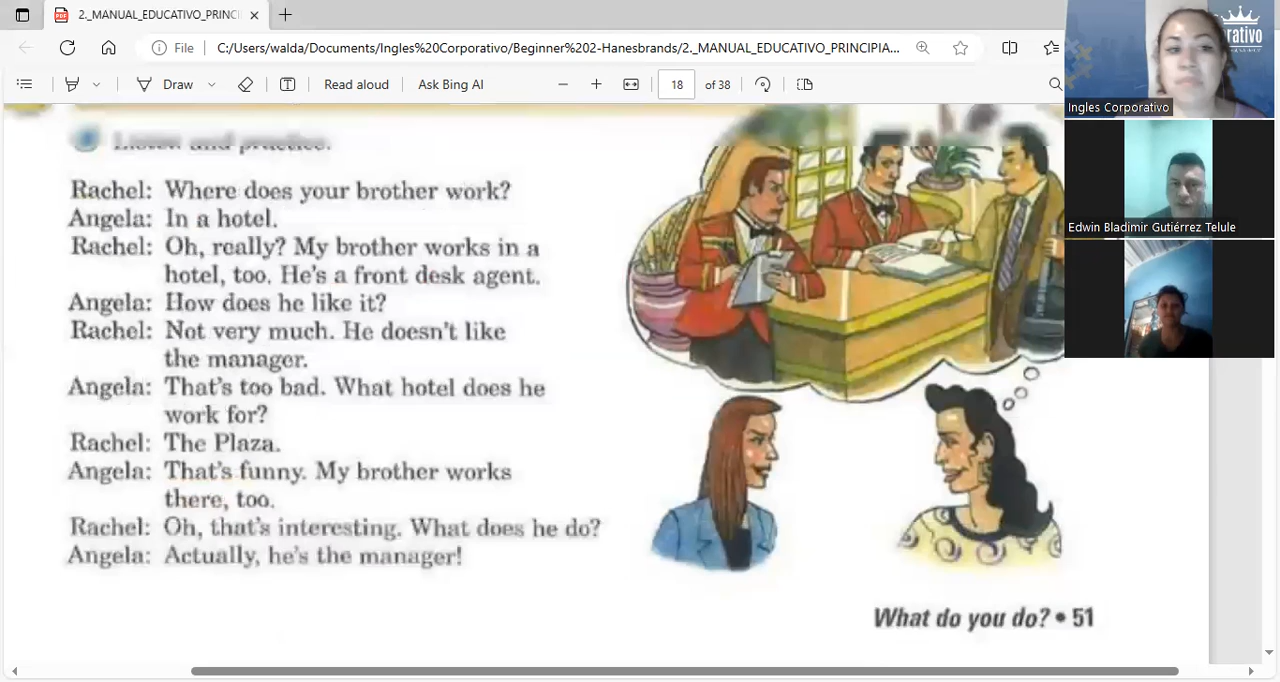 2._MANUAL_EDUCATIVO_PRINCI
File
C:/Users/walda/Documents/Ingles%20Corporativo/Beginner%202-Hanesbrands/2._MANUAL_EDUCATIVO_PRINCIPIA...
Draw
Read aloud
Ask Bing AI
18 of 38
Listen and practice.
Rachel: Where does your brother work?
Angela: In a hotel.
Rachel: Oh, really? My brother works in a
hotel, too. He's a front desk agent.
Angela: How does he like it?
Rachel: Not very much. He doesn't like
the manager.
Angela: That's too bad. What hotel does he
work for?
Rachel: The Plaza.
Angela: That's funny. My brother works
there, too.
Rachel: Oh, that's interesting. What does he do?
Angela: Actually, he's the manager!
What do you do? • 51
Ingles Corporativo
Edwin Bladimir Gutiérrez Telule